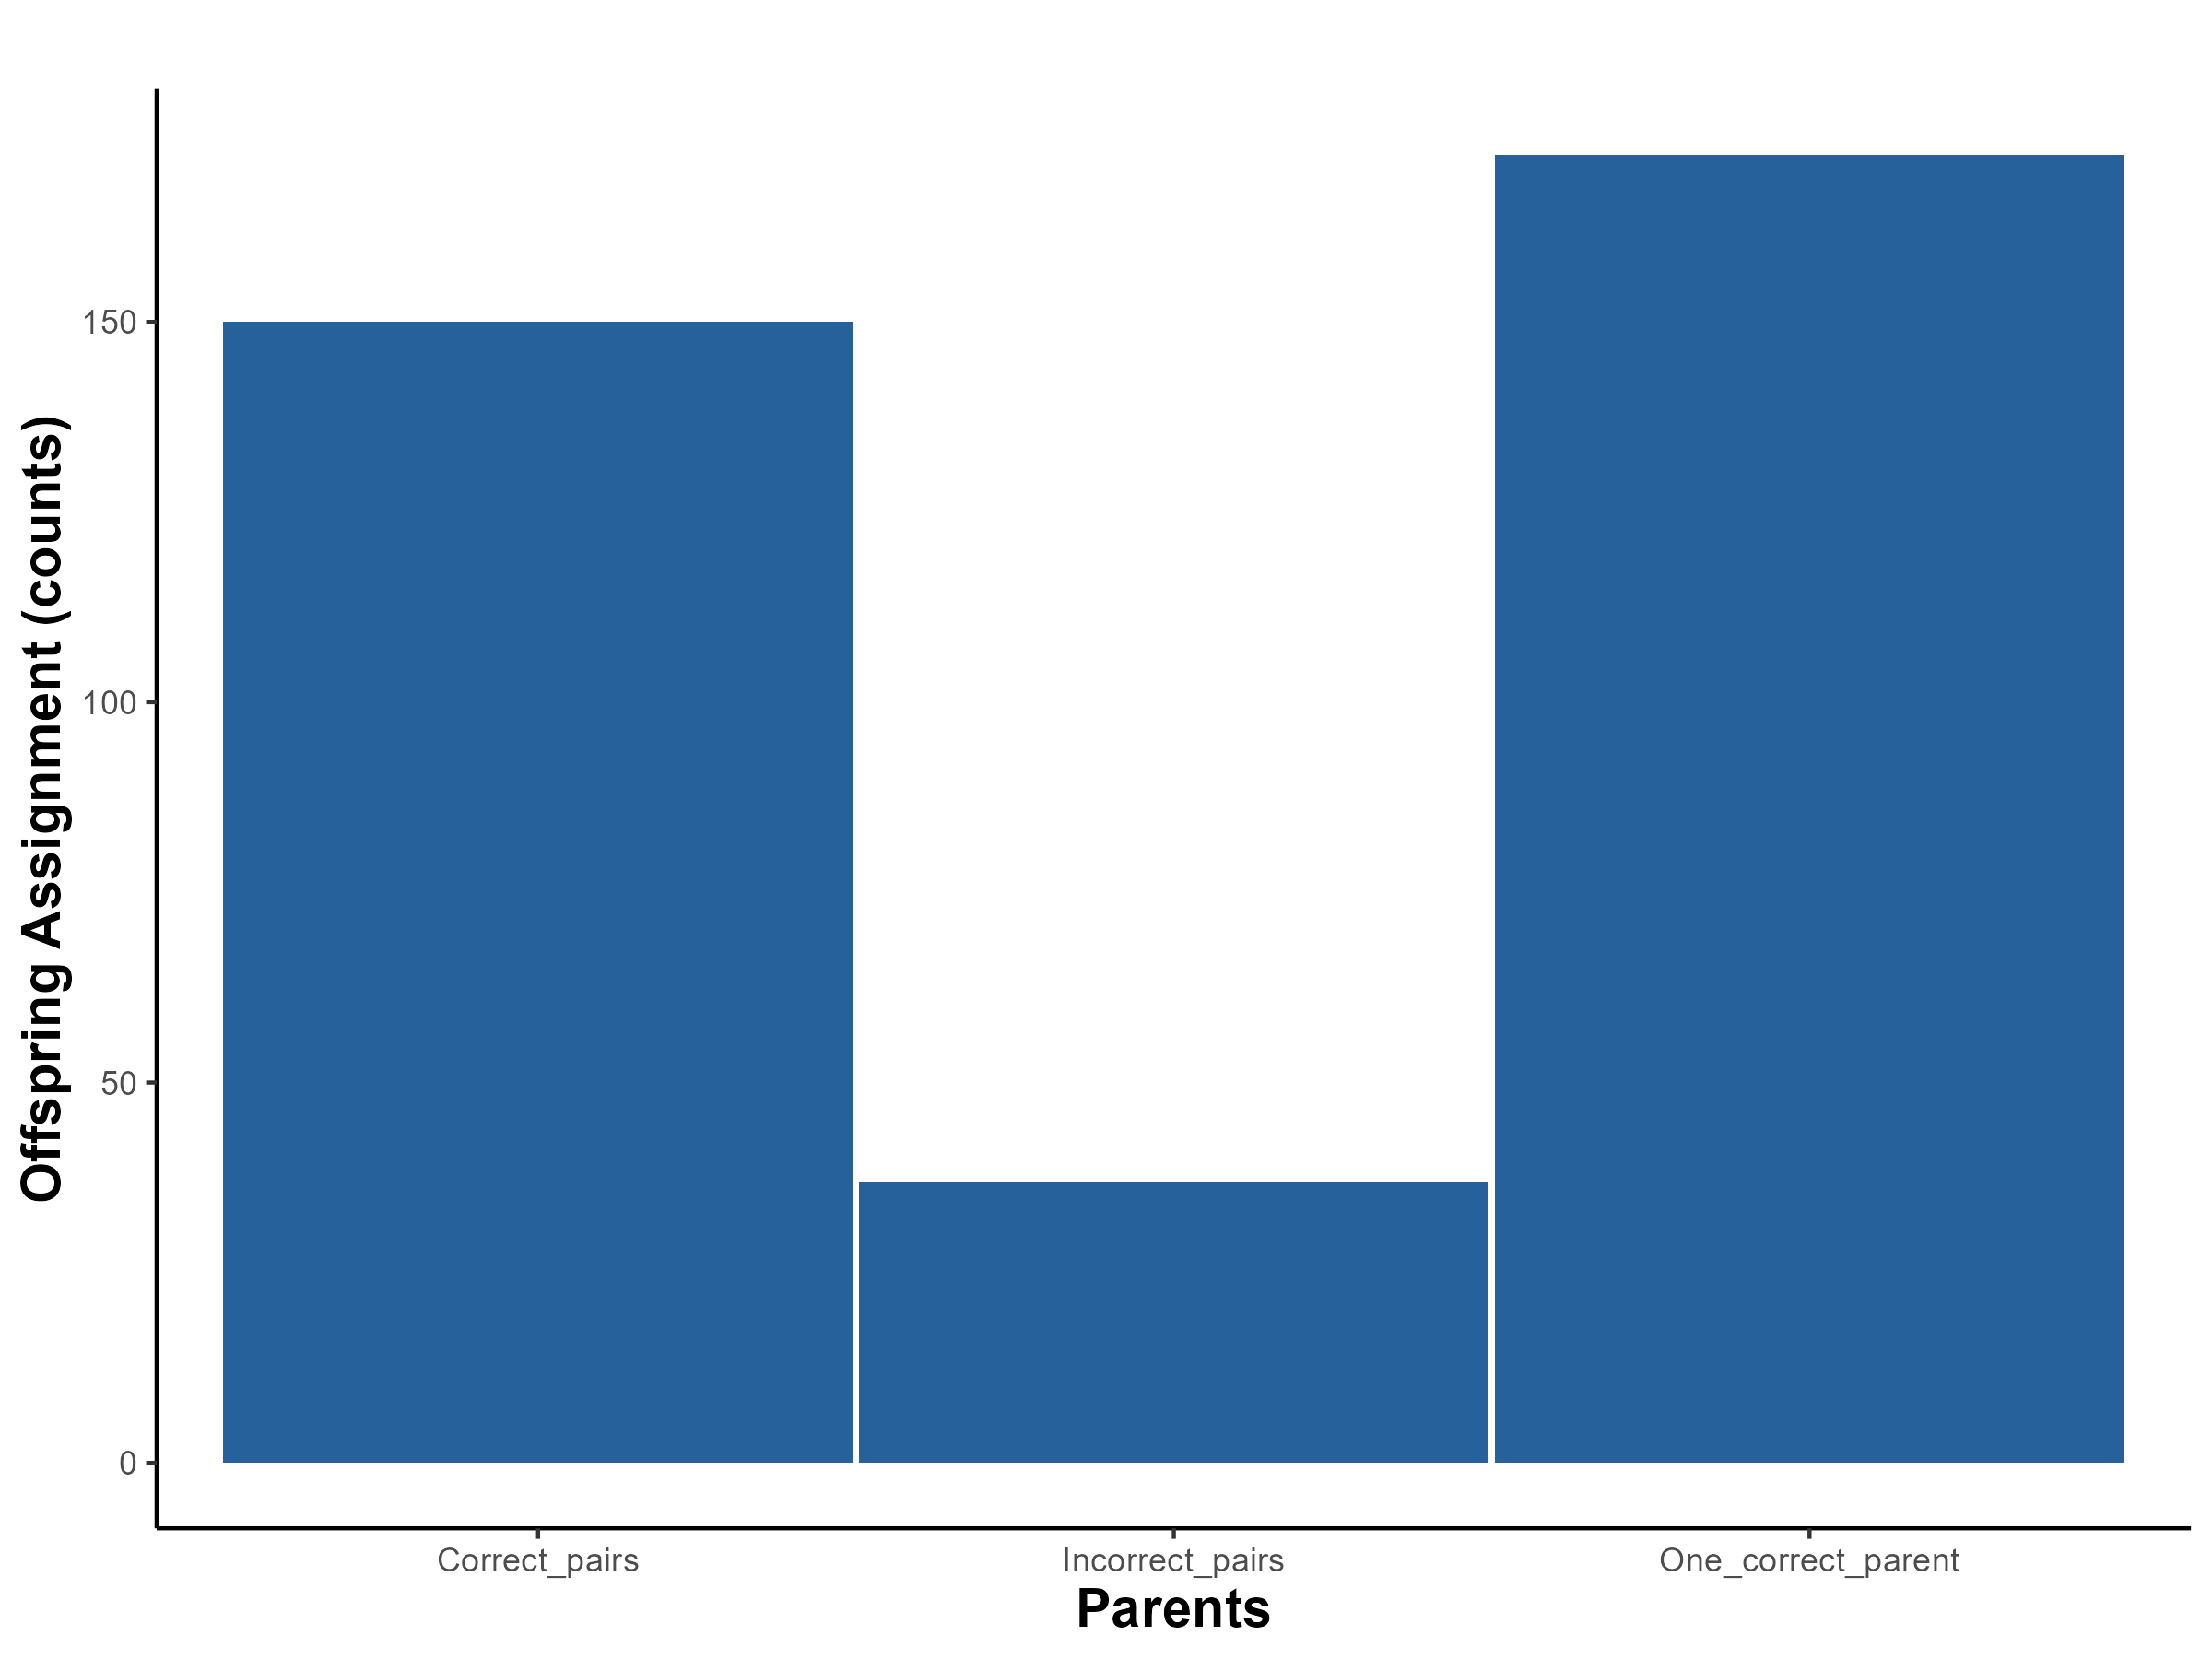 Offspring Assignment (counts)
150
100
50
0
Correct_pairs
Incorrect_pairs
One_correct_parent
Parents